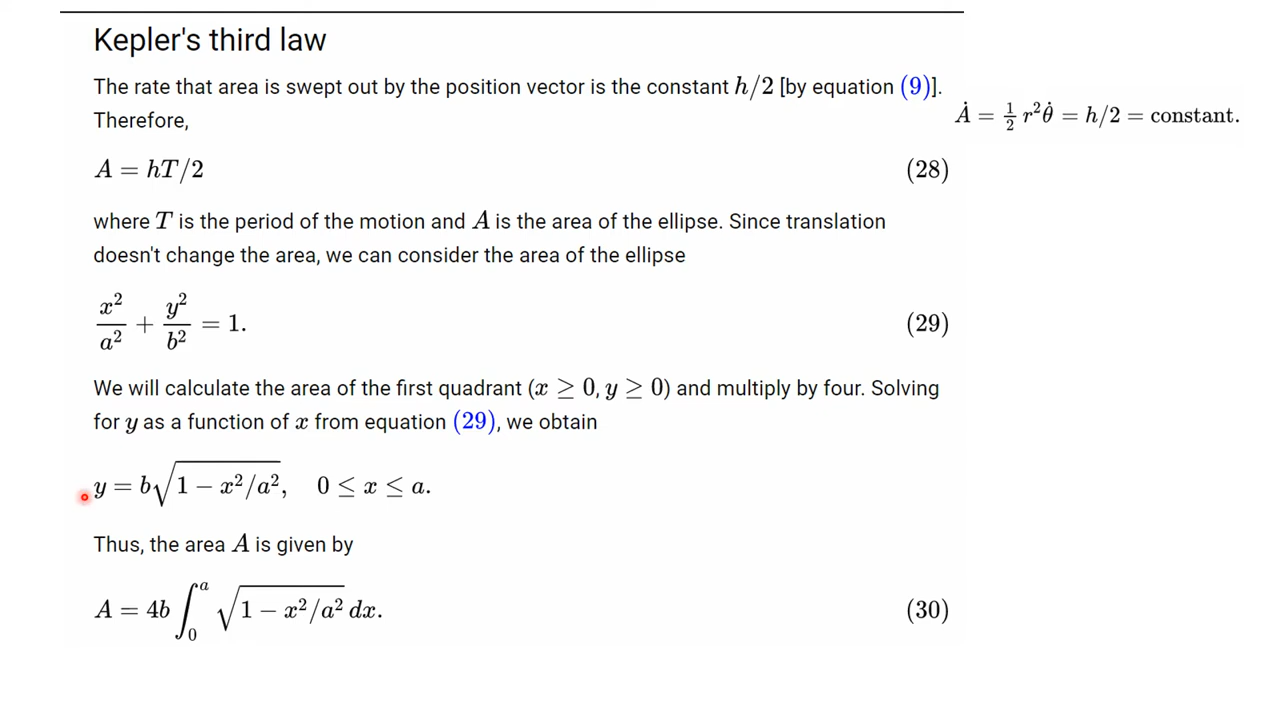 Kepler's third law
The rate that area is swept out by the position vector is the constant h/2 [by equation (9)].
Therefore,
Ȧ = ½ r²θ̇ = h/2 = constant.
A = hT/2 (28)
where T is the period of the motion and A is the area of the ellipse. Since translation
doesn't change the area, we can consider the area of the ellipse
x²/a² + y²/b² = 1. (29)
We will calculate the area of the first quadrant (x ≥ 0, y ≥ 0) and multiply by four. Solving
for y as a function of x from equation (29), we obtain
y = b√(1 − x²/a²), 0 ≤ x ≤ a.
Thus, the area A is given by
A = 4b ∫₀ᵃ √(1 − x²/a²) dx. (30)